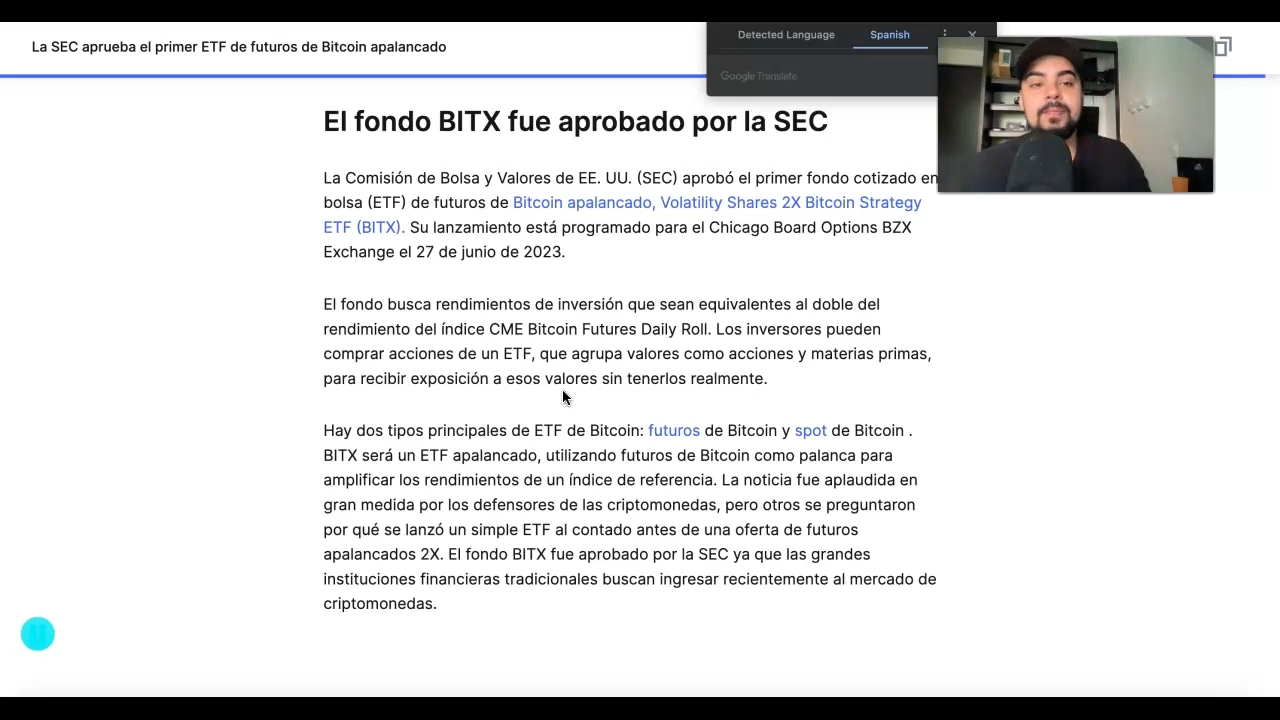 La SEC aprueba el primer ETF de futuros de Bitcoin apalancado
Detected Language
Spanish
Google Translate
El fondo BITX fue aprobado por la SEC
La Comisión de Bolsa y Valores de EE. UU. (SEC) aprobó el primer fondo cotizado en
bolsa (ETF) de futuros de Bitcoin apalancado, Volatility Shares 2X Bitcoin Strategy
ETF (BITX). Su lanzamiento está programado para el Chicago Board Options BZX
Exchange el 27 de junio de 2023.
El fondo busca rendimientos de inversión que sean equivalentes al doble del
rendimiento del índice CME Bitcoin Futures Daily Roll. Los inversores pueden
comprar acciones de un ETF, que agrupa valores como acciones y materias primas,
para recibir exposición a esos valores sin tenerlos realmente.
Hay dos tipos principales de ETF de Bitcoin: futuros de Bitcoin y spot de Bitcoin .
BITX será un ETF apalancado, utilizando futuros de Bitcoin como palanca para
amplificar los rendimientos de un índice de referencia. La noticia fue aplaudida en
gran medida por los defensores de las criptomonedas, pero otros se preguntaron
por qué se lanzó un simple ETF al contado antes de una oferta de futuros
apalancados 2X. El fondo BITX fue aprobado por la SEC ya que las grandes
instituciones financieras tradicionales buscan ingresar recientemente al mercado de
criptomonedas.